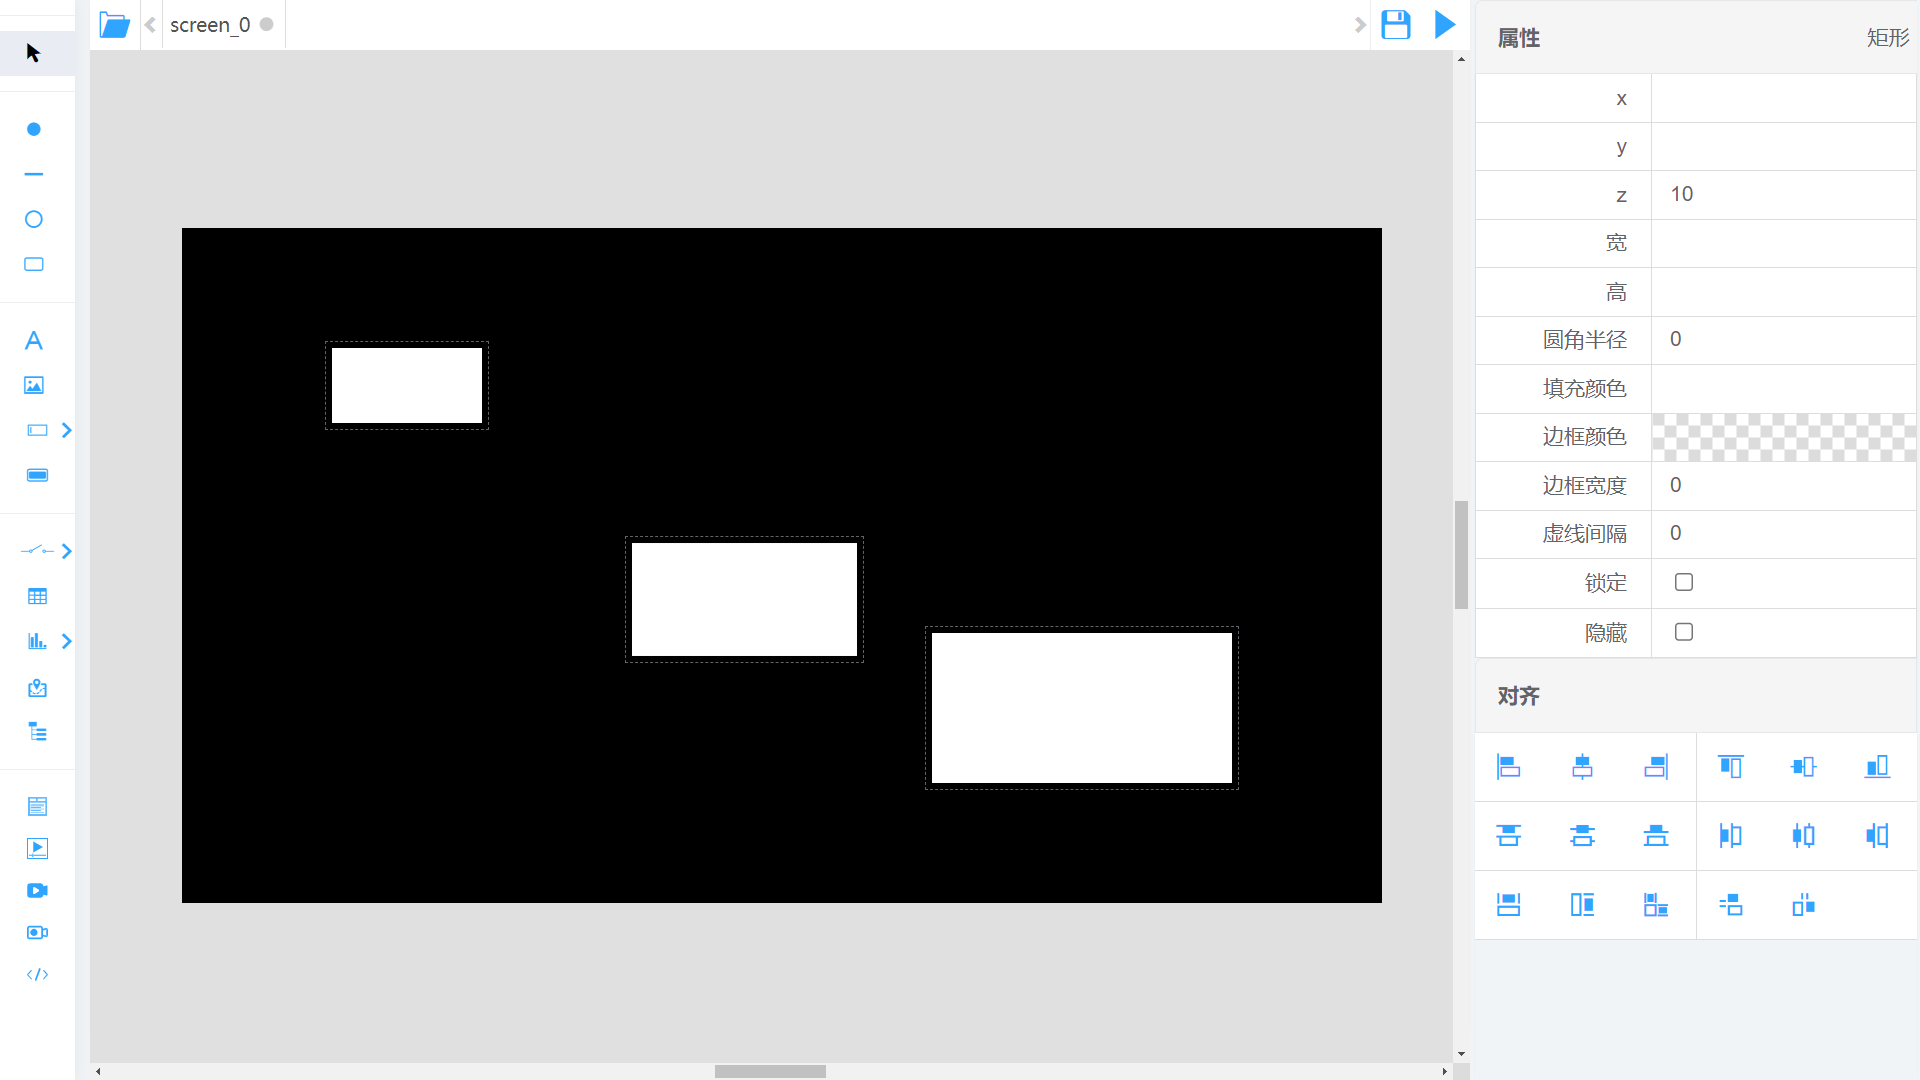 screen_0
属性 矩形
x
y
z 10
宽
高
圆角半径 0
填充颜色
边框颜色
边框宽度 0
虚线间隔 0
锁定
隐藏
对齐